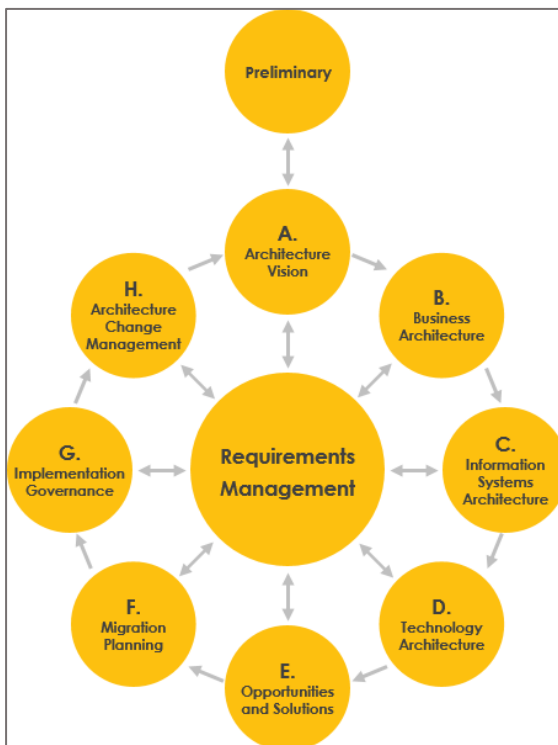 Preliminary
A.
Architecture
Vision
B.
Business
Architecture
C.
Information
Systems
Architecture
D.
Technology
Architecture
E.
Opportunities
and Solutions
F.
Migration
Planning
G.
Implementation
Governance
H.
Architecture
Change
Management
Requirements
Management